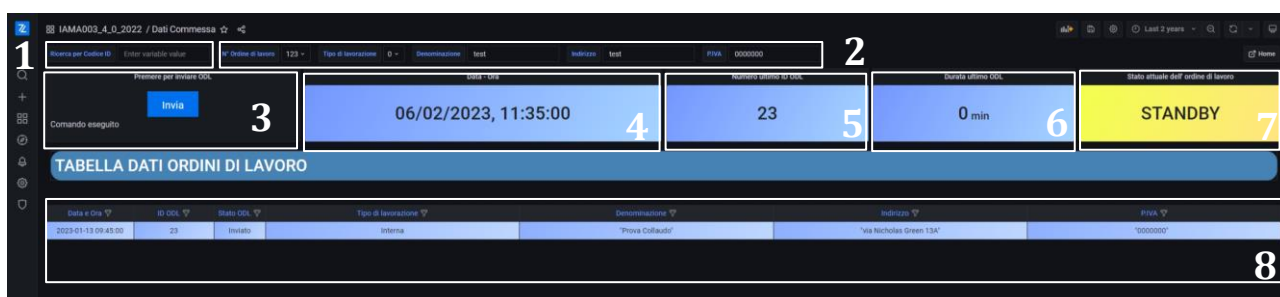 IAMA003_4_0_2022 / Dati Commessa
Last 2 years
1
Ricerca per Codice ID Enter variable value
N° Ordine di lavoro 123
Tipo di lavorazione 0
Denominazione test
Indirizzo test
P.IVA 0000000
2
Home
Premere per inviare ODL
Invia
Comando eseguito
3
Data - Ora
06/02/2023, 11:35:00
4
Numero ultimo ID ODL
23
5
Durata ultimo ODL
0 min
6
Stato attuale dell' ordine di lavoro
STANDBY
7
TABELLA DATI ORDINI DI LAVORO
Data e Ora ID ODL Stato ODL Tipo di lavorazione Denominazione Indirizzo P.IVA
2023-01-13 09:45:00 23 Inviato Interna "Prova Collaudo" "via Nicholas Green 13A" "0000000"
8